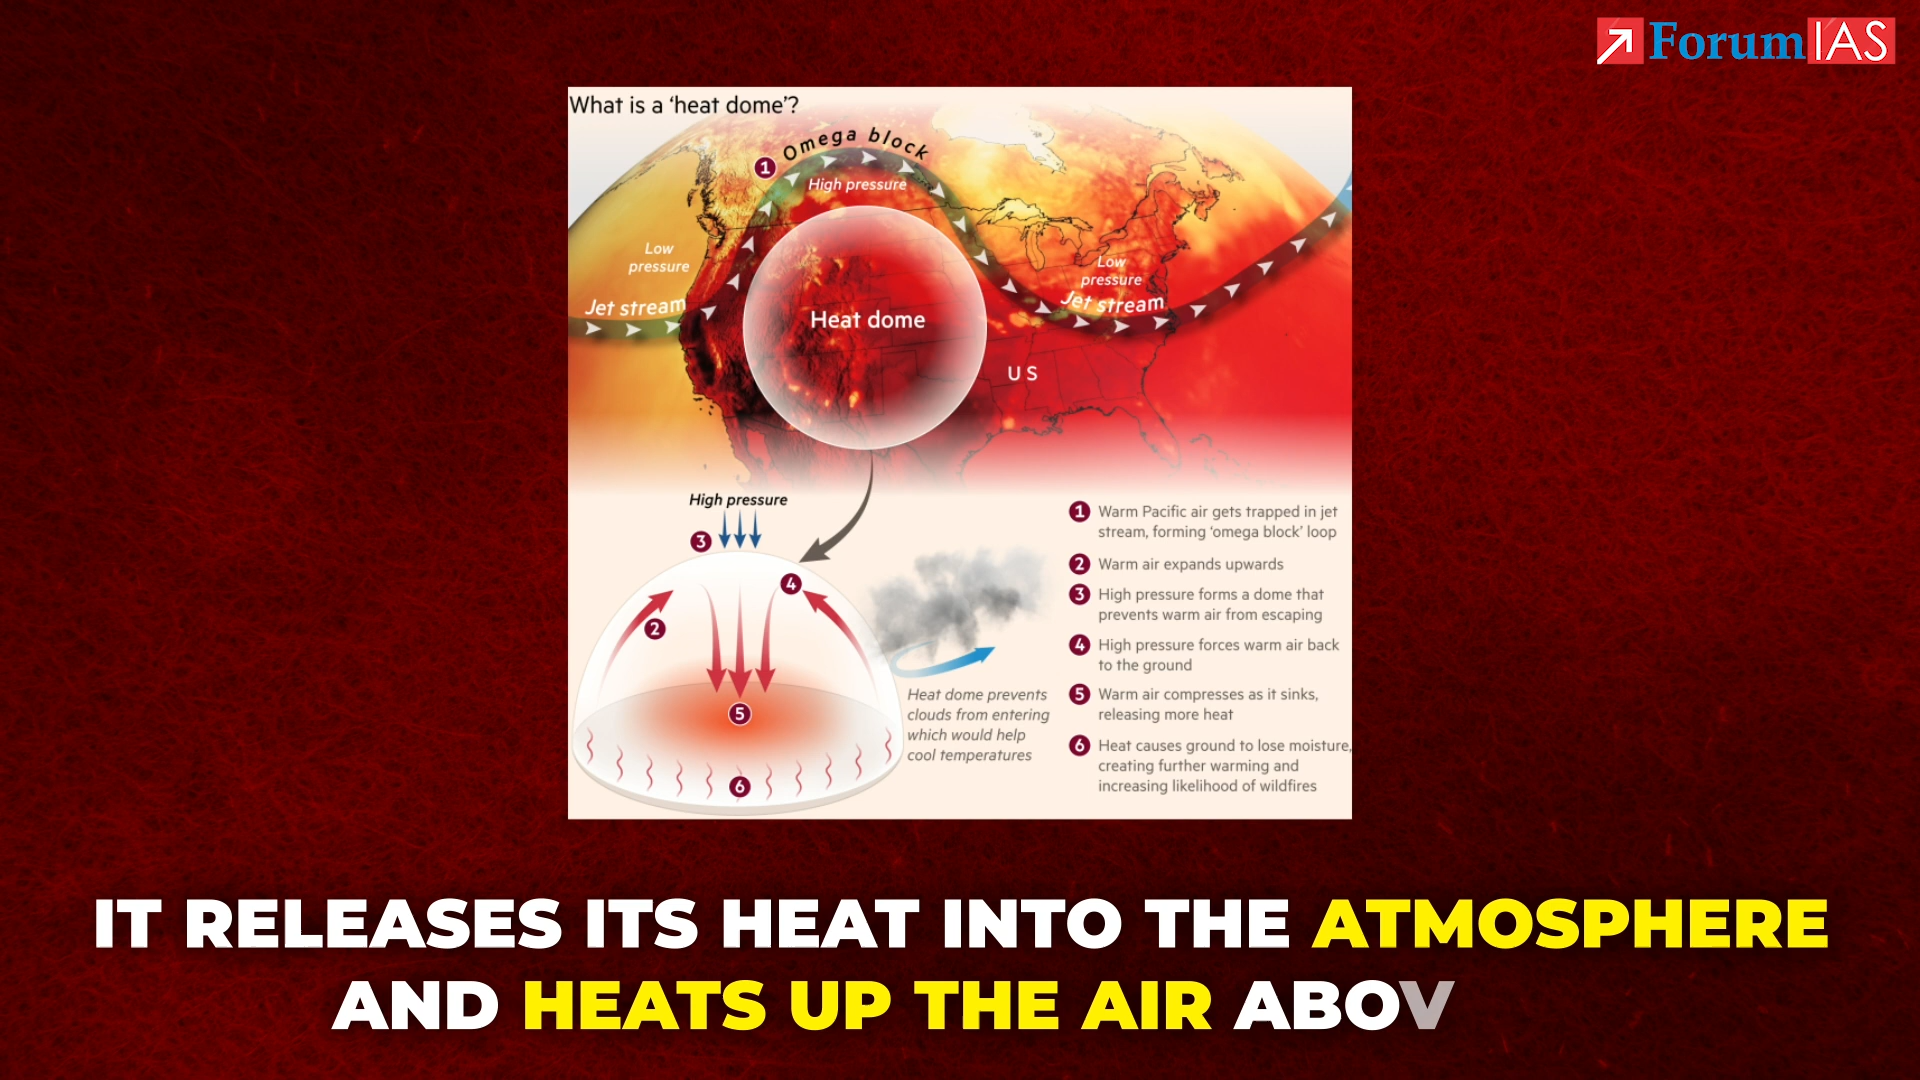 ForumIAS
What is a ‘heat dome’?
Omega block
1
High pressure
Low
pressure
Jet stream
Heat dome
Low
pressure
Jet stream
U S
High pressure
3
4
2
5
6
Heat dome prevents
clouds from entering
which would help
cool temperatures
1 Warm Pacific air gets trapped in jet
stream, forming ‘omega block’ loop
2 Warm air expands upwards
3 High pressure forms a dome that
prevents warm air from escaping
4 High pressure forces warm air back
to the ground
5 Warm air compresses as it sinks,
releasing more heat
6 Heat causes ground to lose moisture,
creating further warming and
increasing likelihood of wildfires
IT RELEASES ITS HEAT INTO THE ATMOSPHERE
AND HEATS UP THE AIR ABOV